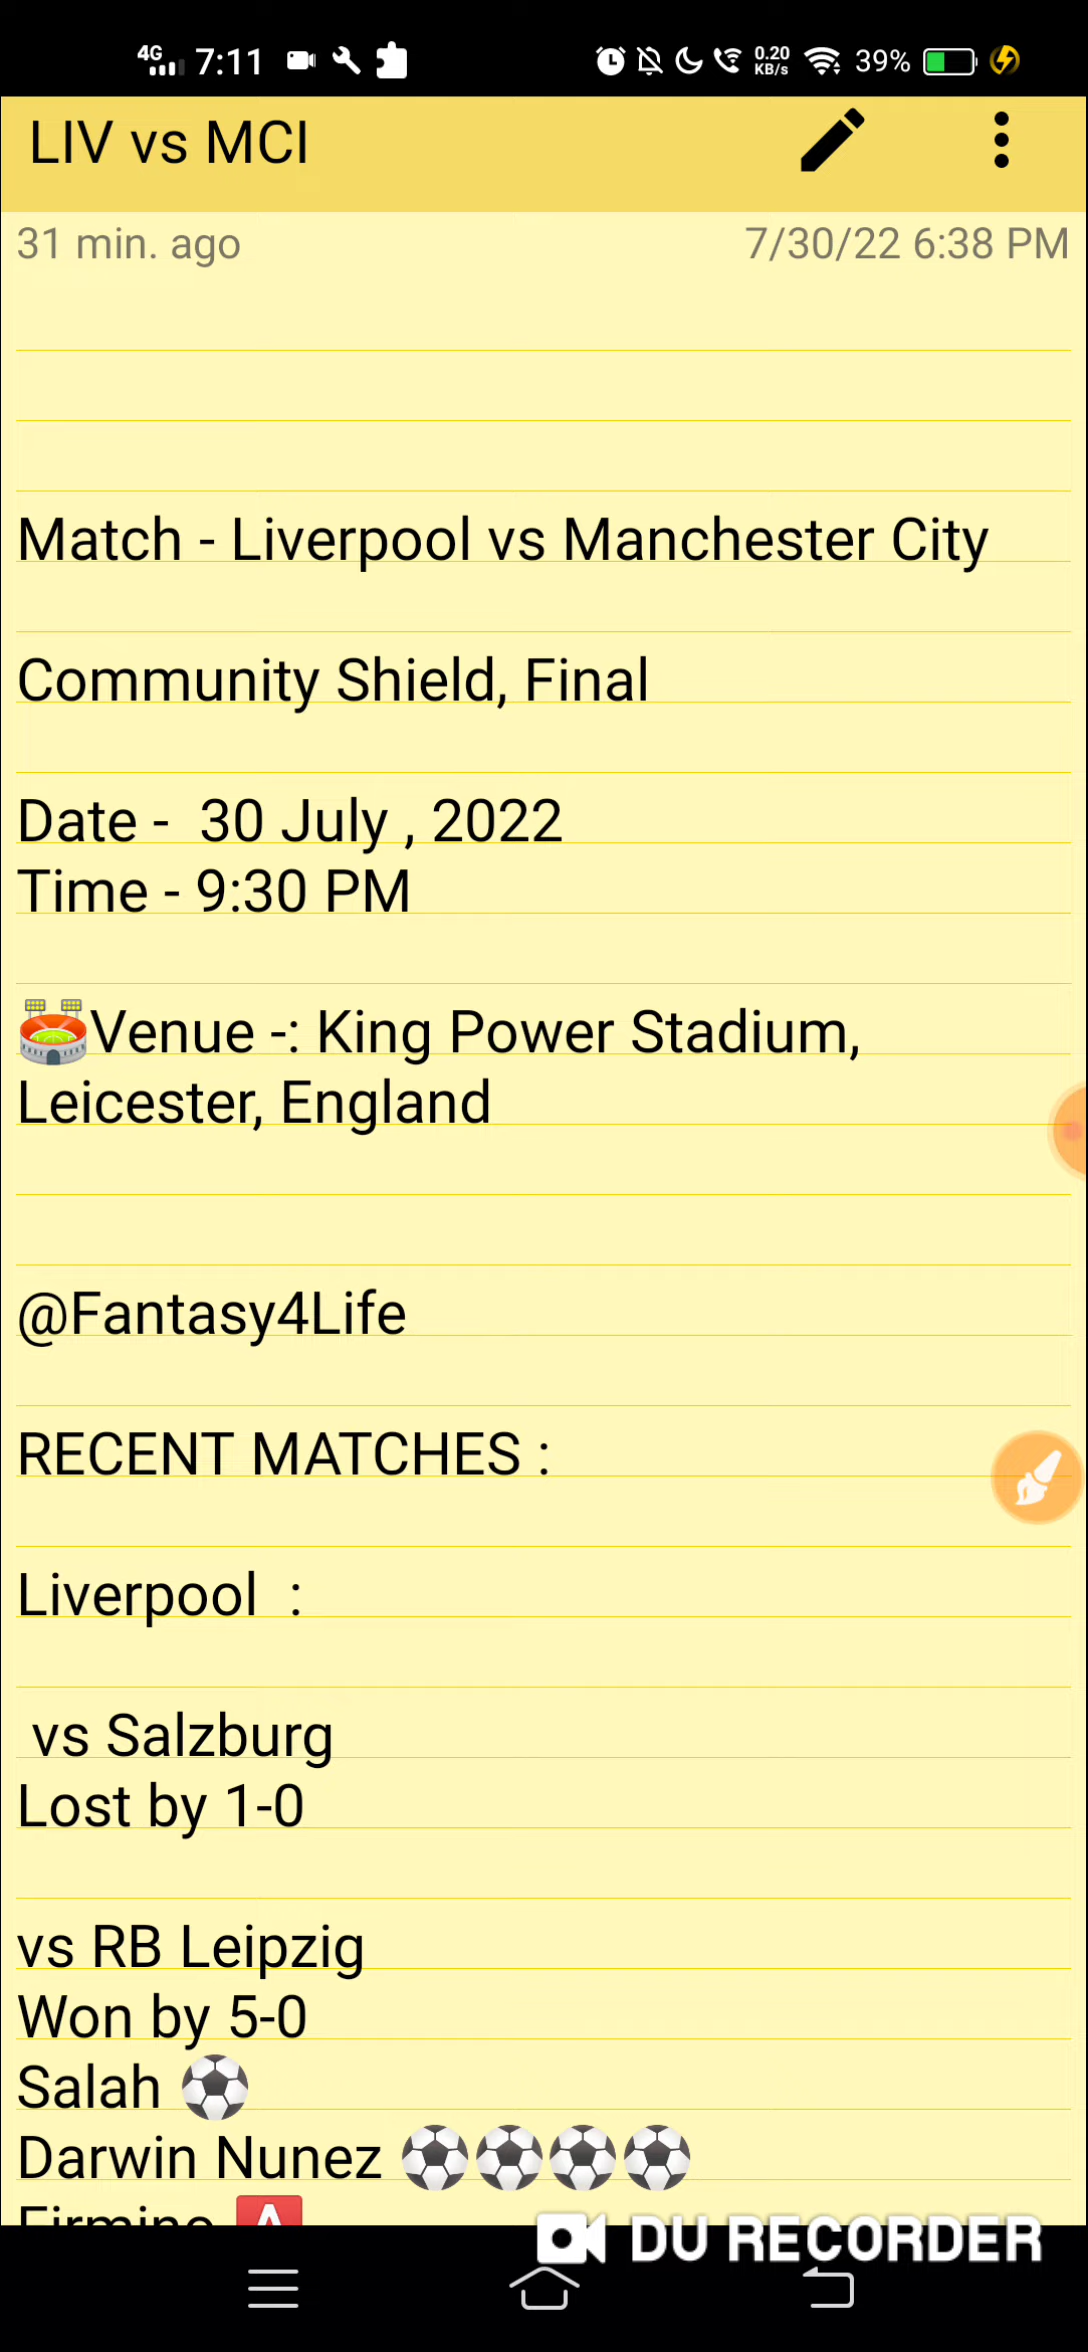 4G 7:11 0.20 KB/s 39%
LIV vs MCI
31 min. ago 7/30/22 6:38 PM
Match - Liverpool vs Manchester City
Community Shield, Final
Date -  30 July , 2022
Time - 9:30 PM
🏟️Venue -: King Power Stadium,
Leicester, England
@Fantasy4Life
RECENT MATCHES :
Liverpool  :
vs Salzburg
Lost by 1-0
vs RB Leipzig
Won by 5-0
Salah ⚽
Darwin Nunez ⚽⚽⚽⚽
Firmino 🅰️
DU RECORDER